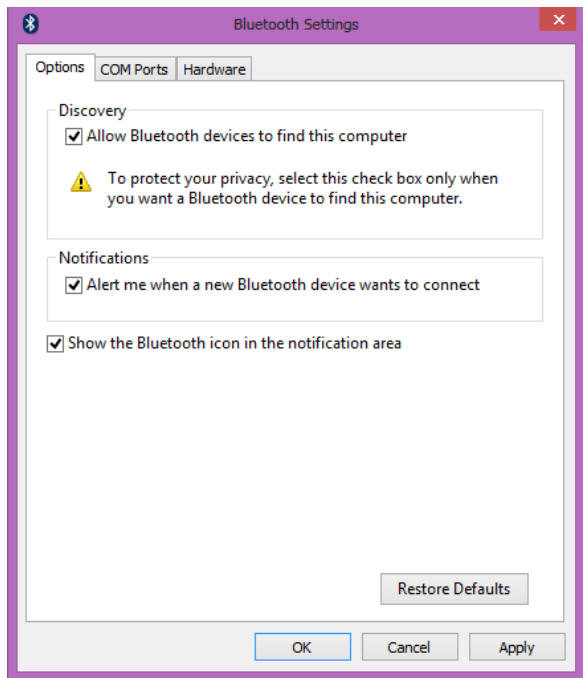 Bluetooth Settings
Options
COM Ports
Hardware
Discovery
Allow Bluetooth devices to find this computer
To protect your privacy, select this check box only when
you want a Bluetooth device to find this computer.
Notifications
Alert me when a new Bluetooth device wants to connect
Show the Bluetooth icon in the notification area
Restore Defaults
OK
Cancel
Apply